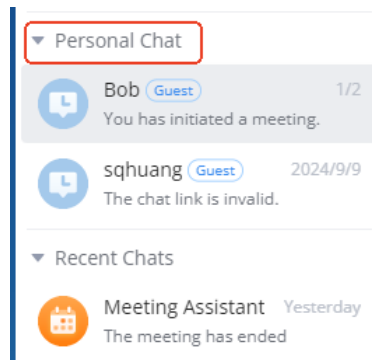 Personal Chat
Bob Guest 1/2
You has initiated a meeting.
sqhuang Guest 2024/9/9
The chat link is invalid.
Recent Chats
Meeting Assistant Yesterday
The meeting has ended